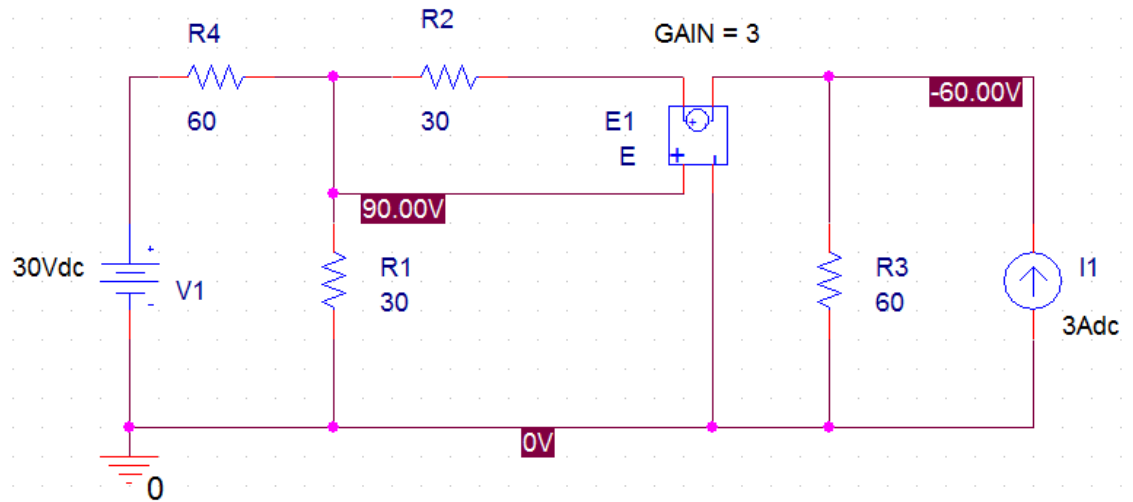 R4
R2
GAIN = 3
-60.00V
60
30
E1
E
+
-
90.00V
30Vdc
+
-
V1
R1
30
R3
60
I1
3Adc
0V
0